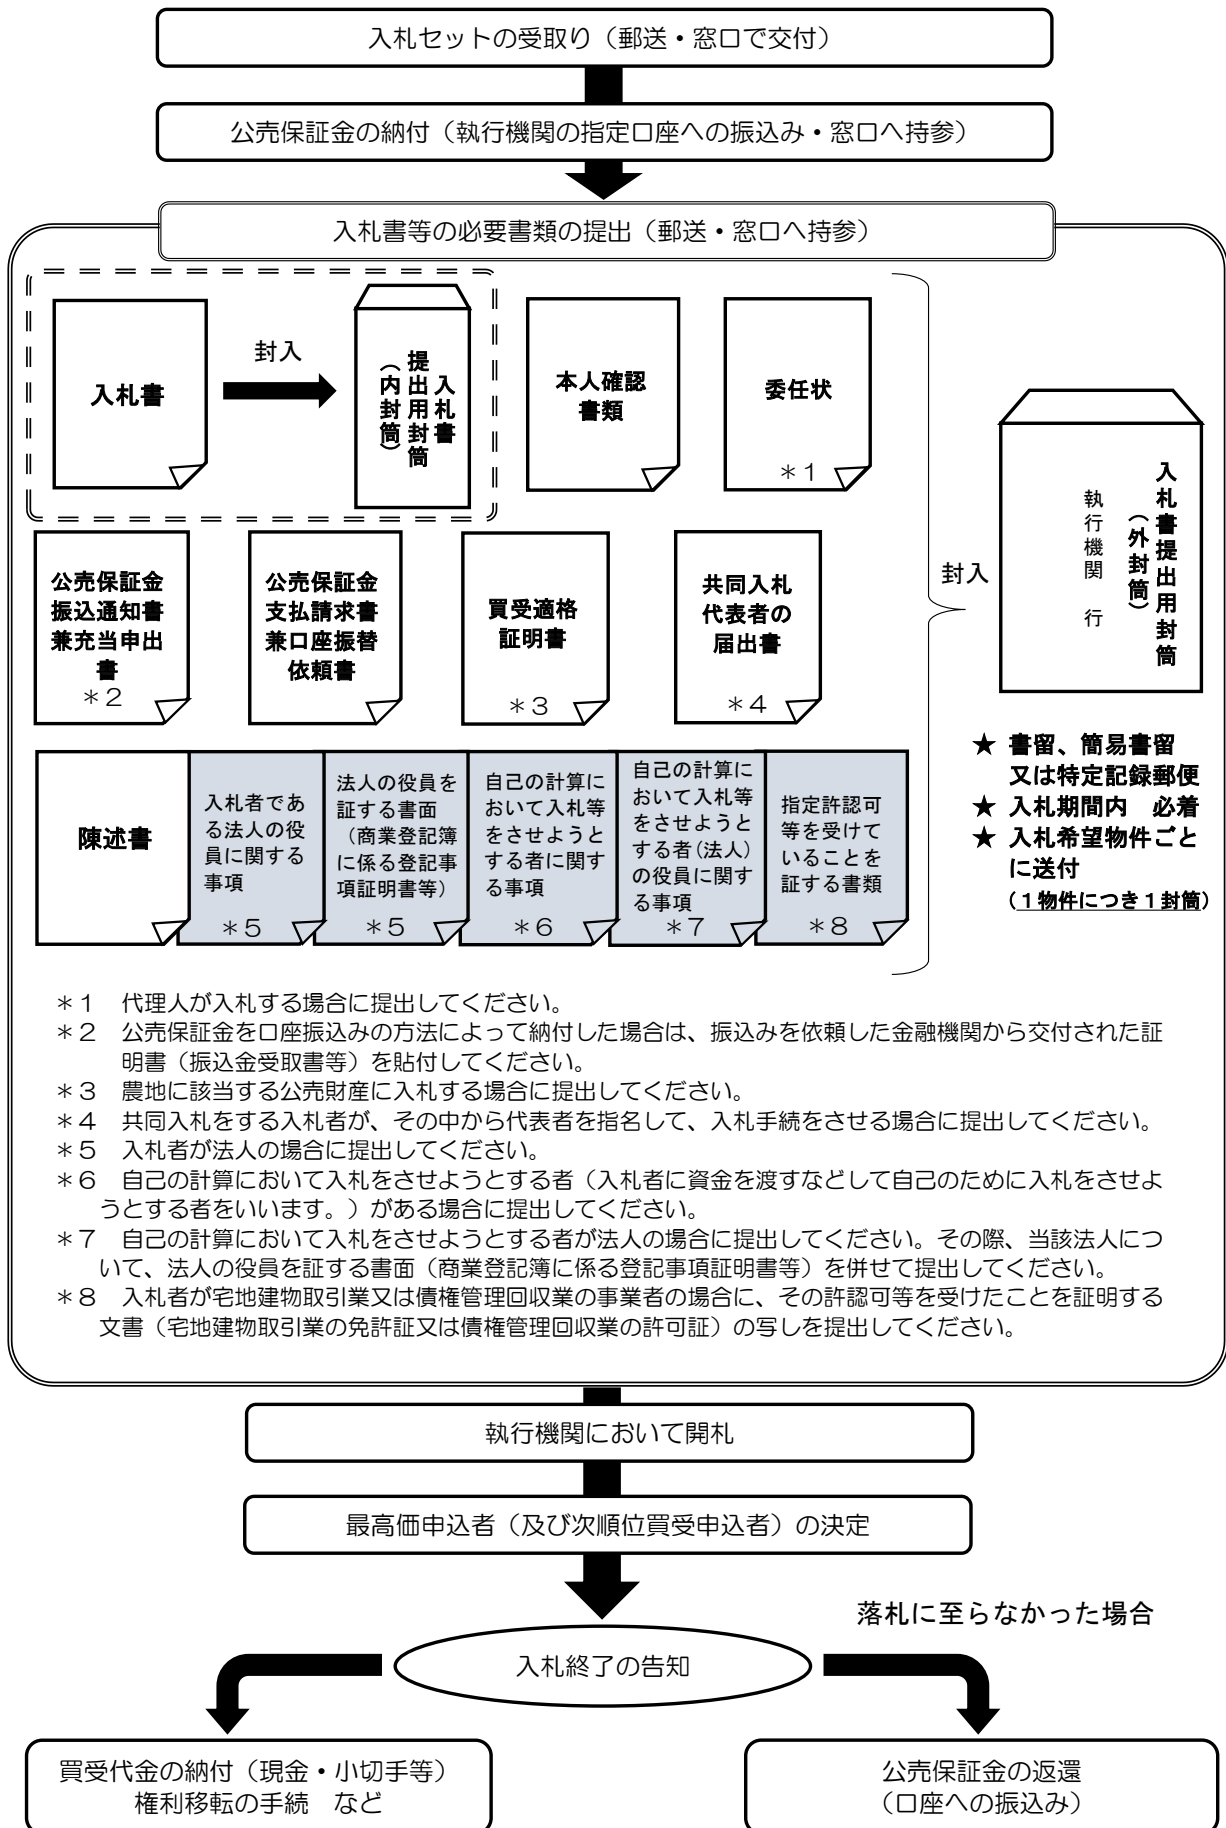 入札セットの受取り（郵送・窓口で交付）
公売保証金の納付（執行機関の指定口座への振込み・窓口へ持参）
入札書等の必要書類の提出（郵送・窓口へ持参）
入札書
封入
入札書
提出用封筒
（内封筒）
本人確認
書類
委任状
＊１
公売保証金
振込通知書
兼充当申出
書
＊２
公売保証金
支払請求書
兼口座振替
依頼書
買受適格
証明書
＊３
共同入札
代表者の
届出書
＊４
陳述書
入札者であ
る法人の役
員に関する
事項
＊５
法人の役員を
証する書面
（商業登記簿
に係る登記事
項証明書等）
＊５
自己の計算に
おいて入札等
をさせようと
する者に関す
る事項
＊６
自己の計算に
おいて入札等
をさせようと
する者（法人）
の役員に関す
る事項
＊７
指定許認可
等を受けて
いることを
証する書類
＊８
封入
入札書提出用封筒
（外封筒）
執行機関　行
★ 書留、簡易書留
又は特定記録郵便
★ 入札期間内　必着
★ 入札希望物件ごと
に送付
（１物件につき１封筒）
＊１　代理人が入札する場合に提出してください。
＊２　公売保証金を口座振込みの方法によって納付した場合は、振込みを依頼した金融機関から交付された証
明書（振込金受取書等）を貼付してください。
＊３　農地に該当する公売財産に入札する場合に提出してください。
＊４　共同入札をする入札者が、その中から代表者を指名して、入札手続をさせる場合に提出してください。
＊５　入札者が法人の場合に提出してください。
＊６　自己の計算において入札をさせようとする者（入札者に資金を渡すなどして自己のために入札をさせよ
うとする者をいいます。）がある場合に提出してください。
＊７　自己の計算において入札をさせようとする者が法人の場合に提出してください。その際、当該法人につ
いて、法人の役員を証する書面（商業登記簿に係る登記事項証明書等）を併せて提出してください。
＊８　入札者が宅地建物取引業又は債権管理回収業の事業者の場合に、その許認可等を受けたことを証明する
文書（宅地建物取引業の免許証又は債権管理回収業の許可証）の写しを提出してください。
執行機関において開札
最高価申込者（及び次順位買受申込者）の決定
落札に至らなかった場合
入札終了の告知
買受代金の納付（現金・小切手等）
権利移転の手続　など
公売保証金の返還
（口座への振込み）